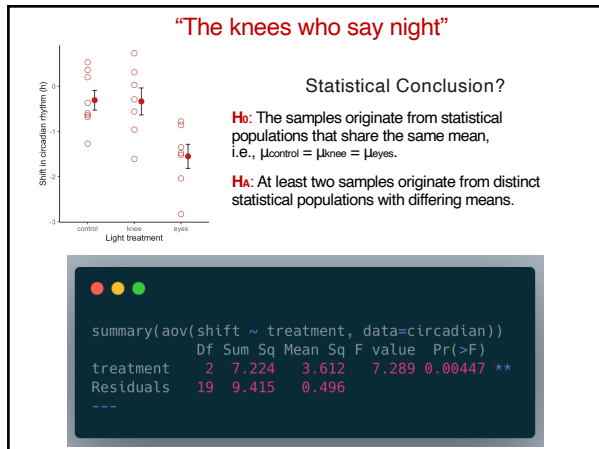 “The knees who say night”
Shift in circadian rhythm (h)
0
-1
-2
-3
control knee eyes
Light treatment
Statistical Conclusion?
H0: The samples originate from statistical
populations that share the same mean,
i.e., μcontrol = μknee = μeyes.
HA: At least two samples originate from distinct
statistical populations with differing means.
summary(aov(shift ~ treatment, data=circadian))
Df Sum Sq Mean Sq F value Pr(>F)
treatment 2 7.224 3.612 7.289 0.00447 **
Residuals 19 9.415 0.496
---